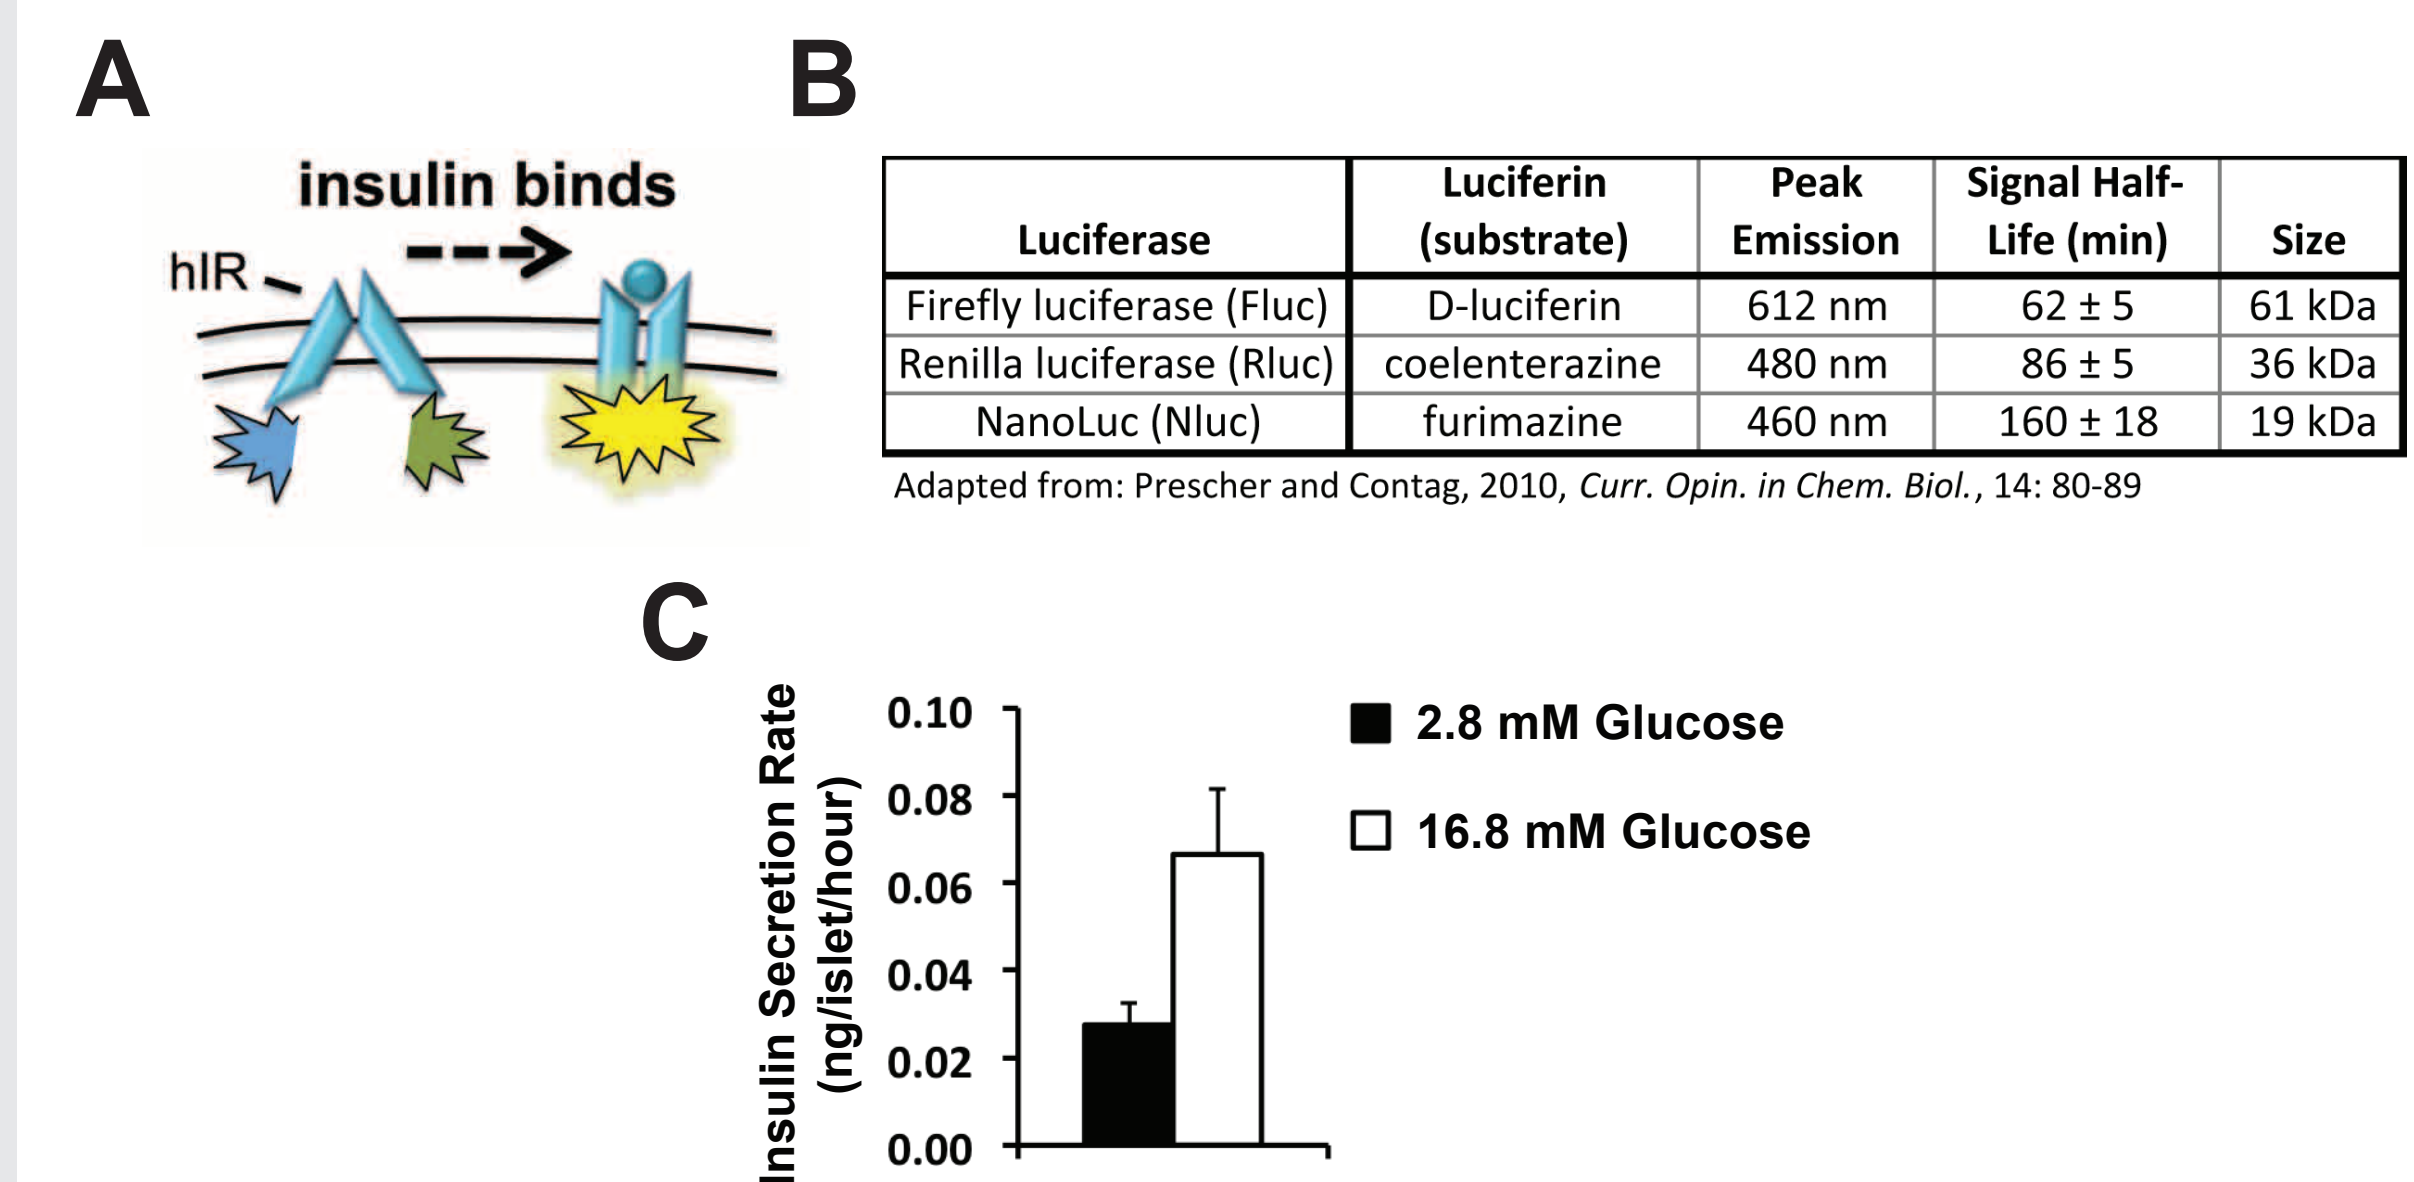 A
insulin binds
hIR
B
Luciferase Luciferin (substrate) Peak Emission Signal Half-Life (min) Size
Firefly luciferase (Fluc) D-luciferin 612 nm 62 ± 5 61 kDa
Renilla luciferase (Rluc) coelenterazine 480 nm 86 ± 5 36 kDa
NanoLuc (Nluc) furimazine 460 nm 160 ± 18 19 kDa
Adapted from: Prescher and Contag, 2010, Curr. Opin. in Chem. Biol., 14: 80-89
C
Insulin Secretion Rate
(ng/islet/hour)
0.10
0.08
0.06
0.04
0.02
0.00
2.8 mM Glucose
16.8 mM Glucose